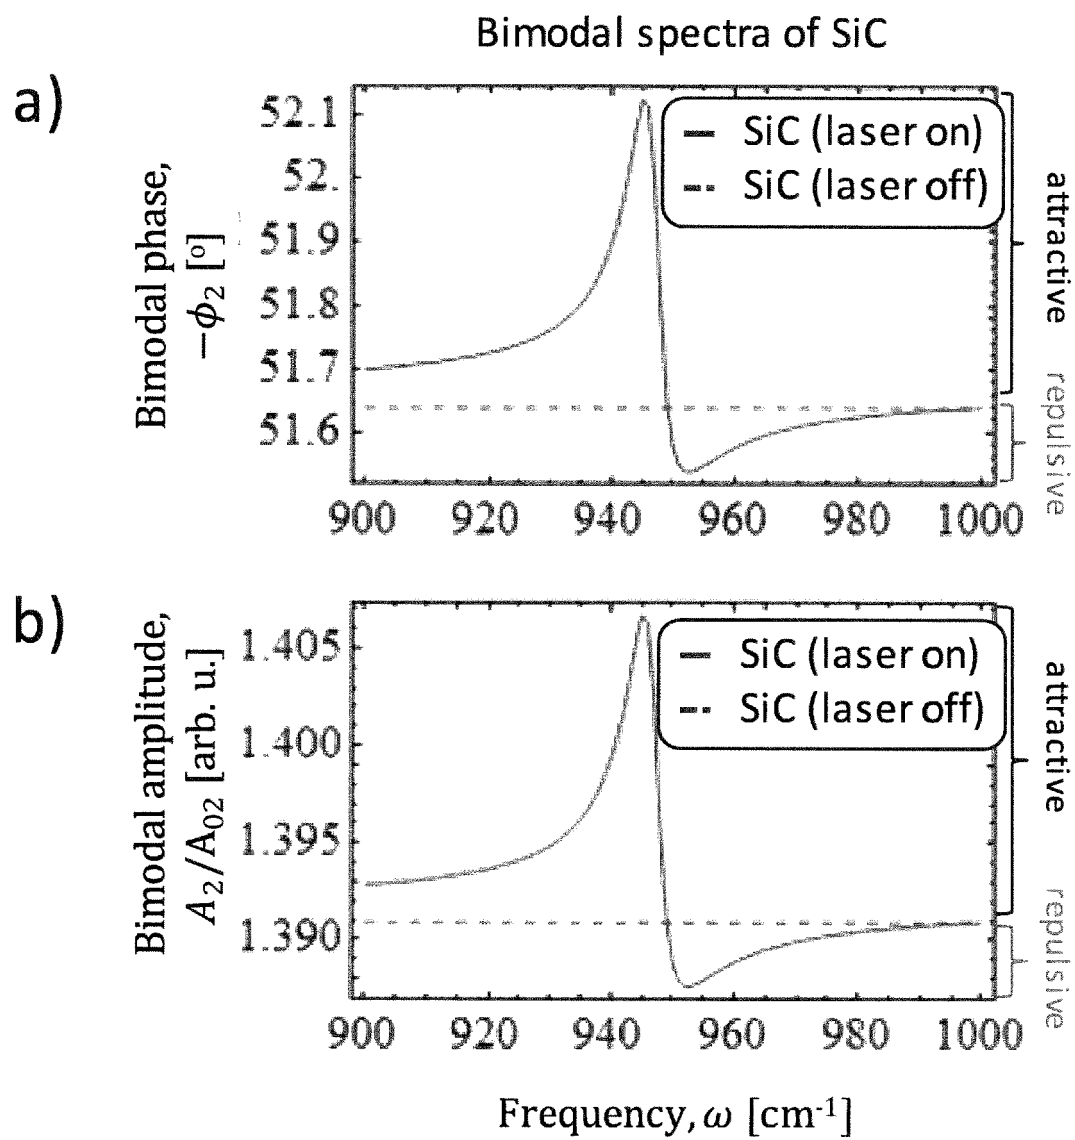 Bimodal spectra of SiC
a)
Bimodal phase,
−ϕ₂ [º]
52.1
52.
51.9
51.8
51.7
51.6
SiC (laser on)
SiC (laser off)
attractive
repulsive
900 920 940 960 980 1000
b)
Bimodal amplitude,
A₂/A₀₂ [arb. u.]
1.405
1.400
1.395
1.390
SiC (laser on)
SiC (laser off)
attractive
repulsive
900 920 940 960 980 1000
Frequency, ω [cm⁻¹]